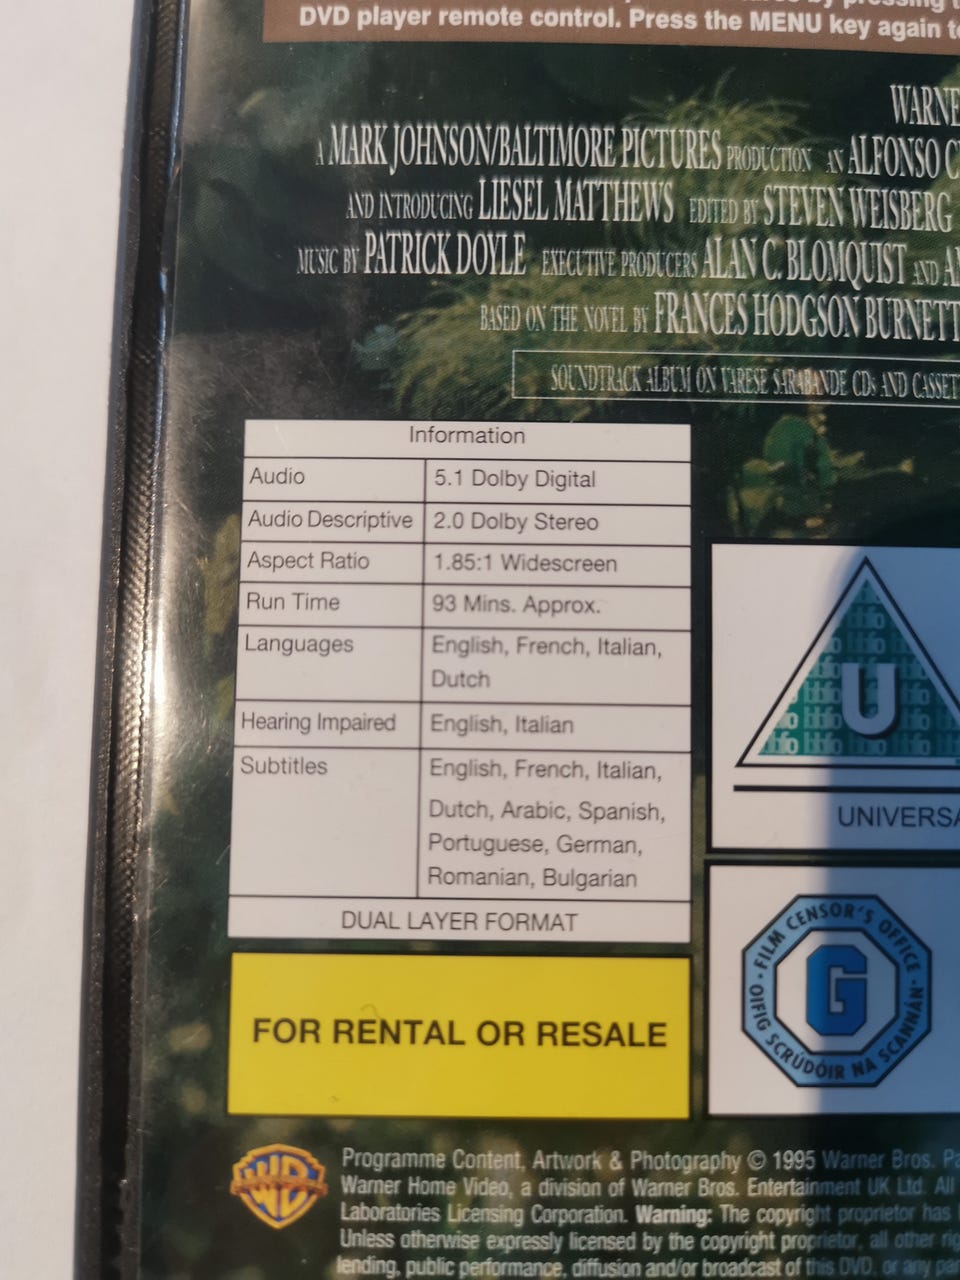 DVD player remote control. Press the MENU key again
WARNE
A MARK JOHNSON/BALTIMORE PICTURES PRODUCTION AN ALFONSO C
AND INTRODUCING LIESEL MATTHEWS EDITED BY STEVEN WEISBERG
MUSIC BY PATRICK DOYLE EXECUTIVE PRODUCERS ALAN C. BLOMQUIST AND
BASED ON THE NOVEL BY FRANCES HODGSON BURNETT
SOUNDTRACK ALBUM ON VARESE SARABANDE CDs AND CASSET
Information
Audio 5.1 Dolby Digital
Audio Descriptive 2.0 Dolby Stereo
Aspect Ratio 1.85:1 Widescreen
Run Time 93 Mins. Approx.
Languages English, French, Italian,
Dutch
Hearing Impaired English, Italian
Subtitles English, French, Italian,
Dutch, Arabic, Spanish,
Portuguese, German,
Romanian, Bulgarian
DUAL LAYER FORMAT
U
UNIVERSA
FILM CENSOR'S OFFICE
G
OIFIG SCRÚDÓIR NA SCANNÁN
FOR RENTAL OR RESALE
WB
Programme Content, Artwork & Photography © 1995 Warner Bros.
Warner Home Video, a division of Warner Bros. Entertainment UK Ltd. All
Laboratories Licensing Corporation. Warning: The copyright proprietor has
Unless otherwise expressly licensed by the copyright proprietor, all other
lending, public performance, diffusion and/or broadcast of this DVD, or any